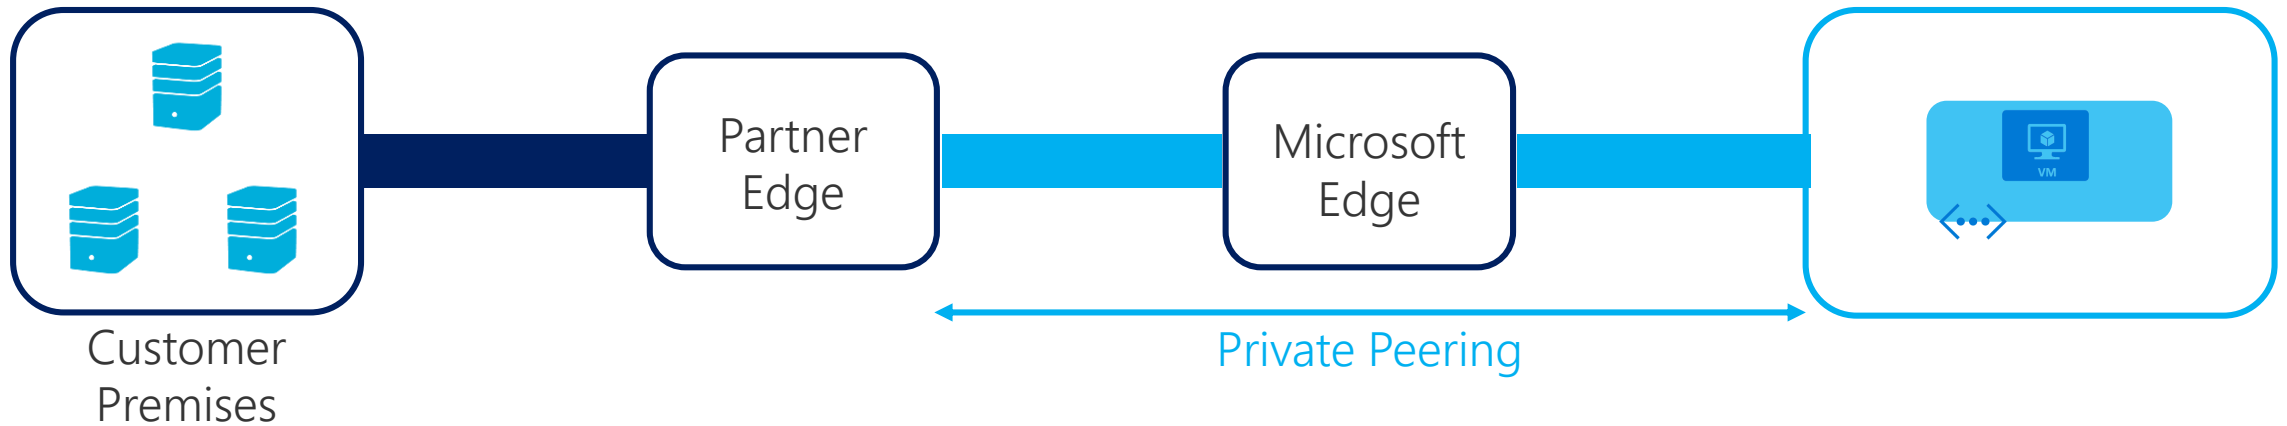 Customer
Premises
Partner
Edge
Microsoft
Edge
Private Peering
VM